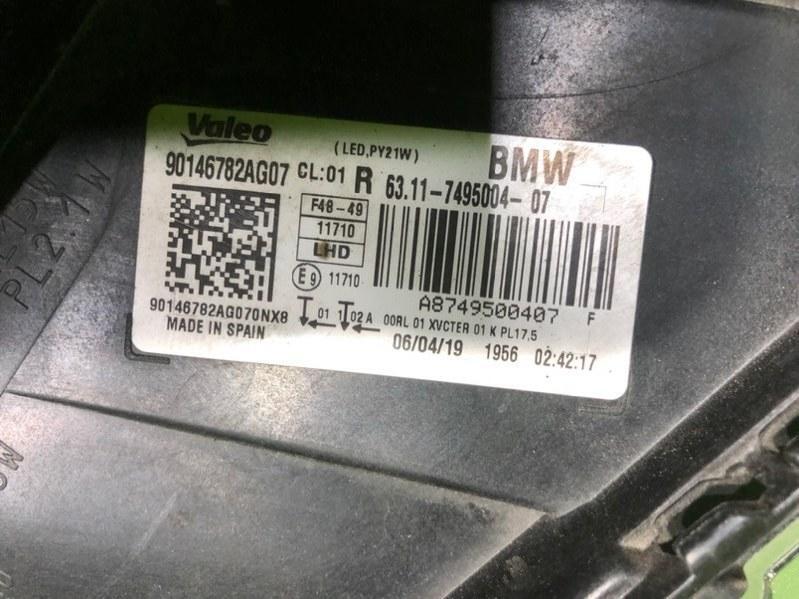 Valeo
(LED,PY21W)
BMW
90146782AG07 CL:01 R 63.11-7495004-07
F48-49
11710
LHD
E9 11710
A8749500407 F
90146782AG070NX8
01 1 02 A 00RL 01 XVCTER 01 K PL17,5
MADE IN SPAIN
06/04/19 1956 02:42:17
PL2.1W